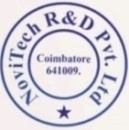 NoviTech R&D Pvt. Ltd
Coimbatore
641009.